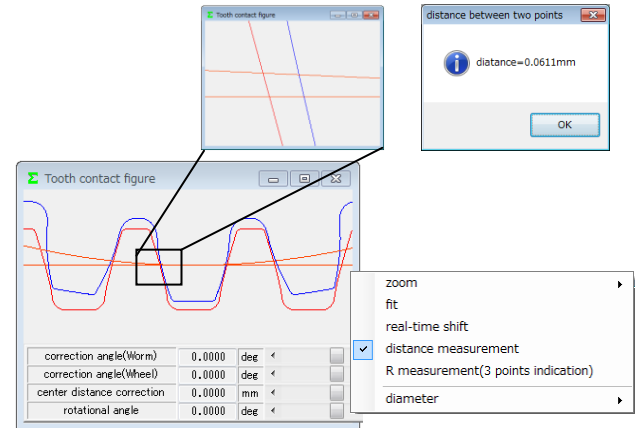 Σ Tooth contact figure
distance between two points
diatance=0.0611mm
OK
Σ Tooth contact figure
correction angle(Worm) 0.0000 deg
correction angle(Wheel) 0.0000 deg
center distance correction 0.0000 mm
rotational angle 0.0000 deg
zoom
fit
real-time shift
distance measurement
R measurement(3 points indication)
diameter